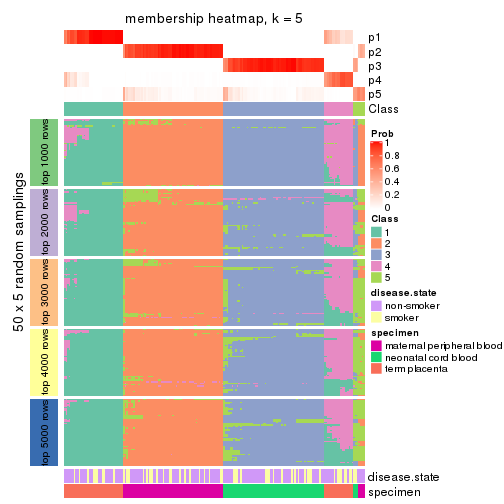 membership heatmap, k = 5
p1
p2
p3
p4
p5
Class
50 x 5 random samplings
top 1000 rows
top 2000 rows
top 3000 rows
top 4000 rows
top 5000 rows
Prob
1
0.8
0.6
0.4
0.2
0
Class
1
2
3
4
5
disease.state
non-smoker
smoker
specimen
maternal peripheral blood
neonatal cord blood
term placenta
disease.state
specimen